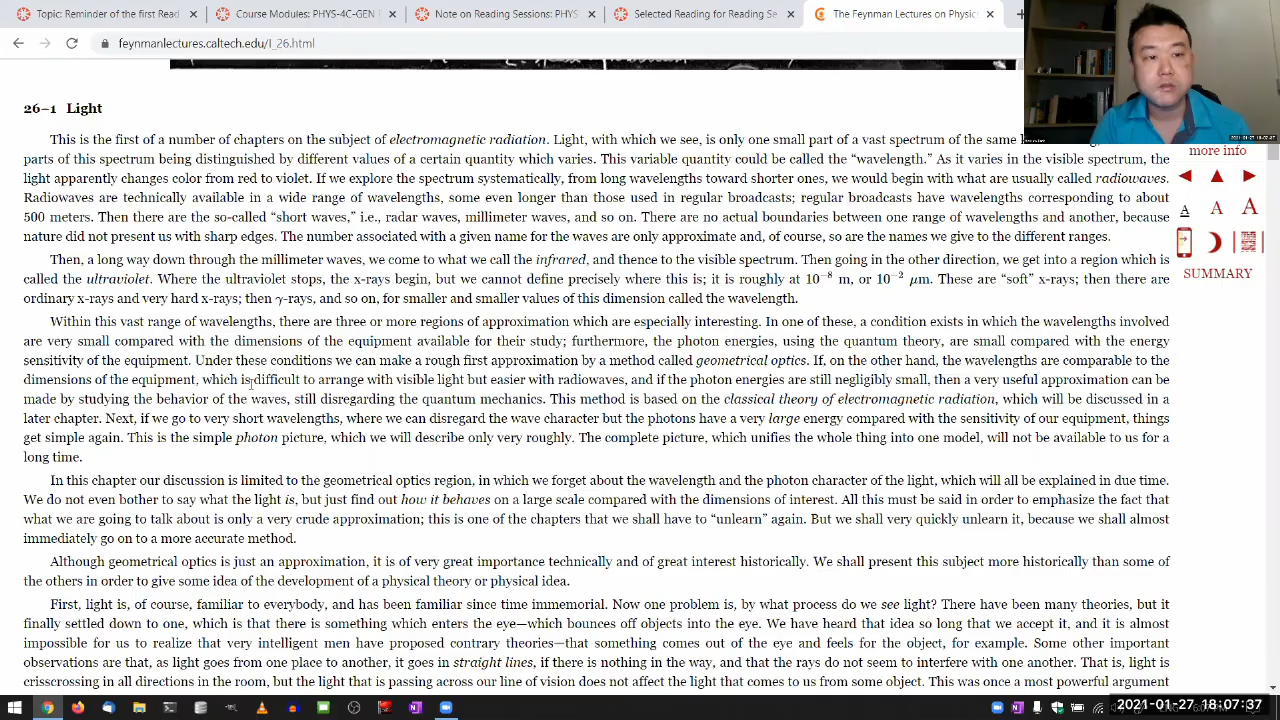 Topic: Reminder of the first Read
Course Modules: PHYS-4C-GEN
Note on Reading Sessions: PHYS
Selected Reading for Reading Se
The Feynman Lectures on Physic
feynmanlectures.caltech.edu/I_26.html
26–1 Light
This is the first of a number of chapters on the subject of electromagnetic radiation. Light, with which we see, is only one small part of a vast spectrum of the same
parts of this spectrum being distinguished by different values of a certain quantity which varies. This variable quantity could be called the “wavelength.” As it varies in the visible spectrum, the
light apparently changes color from red to violet. If we explore the spectrum systematically, from long wavelengths toward shorter ones, we would begin with what are usually called radiowaves.
Radiowaves are technically available in a wide range of wavelengths, some even longer than those used in regular broadcasts; regular broadcasts have wavelengths corresponding to about
500 meters. Then there are the so-called “short waves,” i.e., radar waves, millimeter waves, and so on. There are no actual boundaries between one range of wavelengths and another, because
nature did not present us with sharp edges. The number associated with a given name for the waves are only approximate and, of course, so are the names we give to the different ranges.
Then, a long way down through the millimeter waves, we come to what we call the infrared, and thence to the visible spectrum. Then going in the other direction, we get into a region which is
called the ultraviolet. Where the ultraviolet stops, the x-rays begin, but we cannot define precisely where this is; it is roughly at 10⁻⁸ m, or 10⁻² μm. These are “soft” x-rays; then there are
ordinary x-rays and very hard x-rays; then γ-rays, and so on, for smaller and smaller values of this dimension called the wavelength.
Within this vast range of wavelengths, there are three or more regions of approximation which are especially interesting. In one of these, a condition exists in which the wavelengths involved
are very small compared with the dimensions of the equipment available for their study; furthermore, the photon energies, using the quantum theory, are small compared with the energy
sensitivity of the equipment. Under these conditions we can make a rough first approximation by a method called geometrical optics. If, on the other hand, the wavelengths are comparable to the
dimensions of the equipment, which is difficult to arrange with visible light but easier with radiowaves, and if the photon energies are still negligibly small, then a very useful approximation can be
made by studying the behavior of the waves, still disregarding the quantum mechanics. This method is based on the classical theory of electromagnetic radiation, which will be discussed in a
later chapter. Next, if we go to very short wavelengths, where we can disregard the wave character but the photons have a very large energy compared with the sensitivity of our equipment, things
get simple again. This is the simple photon picture, which we will describe only very roughly. The complete picture, which unifies the whole thing into one model, will not be available to us for a
long time.
In this chapter our discussion is limited to the geometrical optics region, in which we forget about the wavelength and the photon character of the light, which will all be explained in due time.
We do not even bother to say what the light is, but just find out how it behaves on a large scale compared with the dimensions of interest. All this must be said in order to emphasize the fact that
what we are going to talk about is only a very crude approximation; this is one of the chapters that we shall have to “unlearn” again. But we shall very quickly unlearn it, because we shall almost
immediately go on to a more accurate method.
Although geometrical optics is just an approximation, it is of very great importance technically and of great interest historically. We shall present this subject more historically than some of
the others in order to give some idea of the development of a physical theory or physical idea.
First, light is, of course, familiar to everybody, and has been familiar since time immemorial. Now one problem is, by what process do we see light? There have been many theories, but it
finally settled down to one, which is that there is something which enters the eye—which bounces off objects into the eye. We have heard that idea so long that we accept it, and it is almost
impossible for us to realize that very intelligent men have proposed contrary theories—that something comes out of the eye and feels for the object, for example. Some other important
observations are that, as light goes from one place to another, it goes in straight lines, if there is nothing in the way, and that the rays do not seem to interfere with one another. That is, light is
crisscrossing in all directions in the room, but the light that is passing across our line of vision does not affect the light that comes to us from some object. This was once a most powerful argument
more info
A A A
SUMMARY
2021-01-27 18:07:37